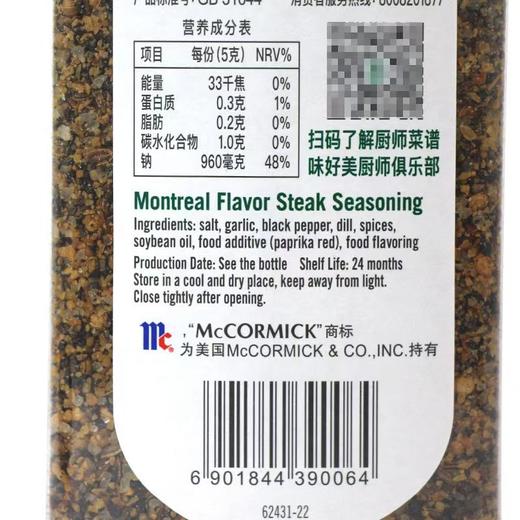 营养成分表
项目 每份(5克) NRV%
能量 33千焦 0%
蛋白质 0.3克 1%
脂肪 0.2克 0%
碳水化合物 1.0克 0%
钠 960毫克 48%
扫码了解厨师菜谱
味好美厨师俱乐部
Montreal Flavor Steak Seasoning
Ingredients: salt, garlic, black pepper, dill, spices,
soybean oil, food additive (paprika red), food flavoring
Production Date: See the bottle Shelf Life: 24 months
Store in a cool and dry place, keep away from light.
Close tightly after opening.
Mc ,"McCORMICK"商标
为美国McCORMICK & CO.,INC.持有
6 901844 390064
62431-22